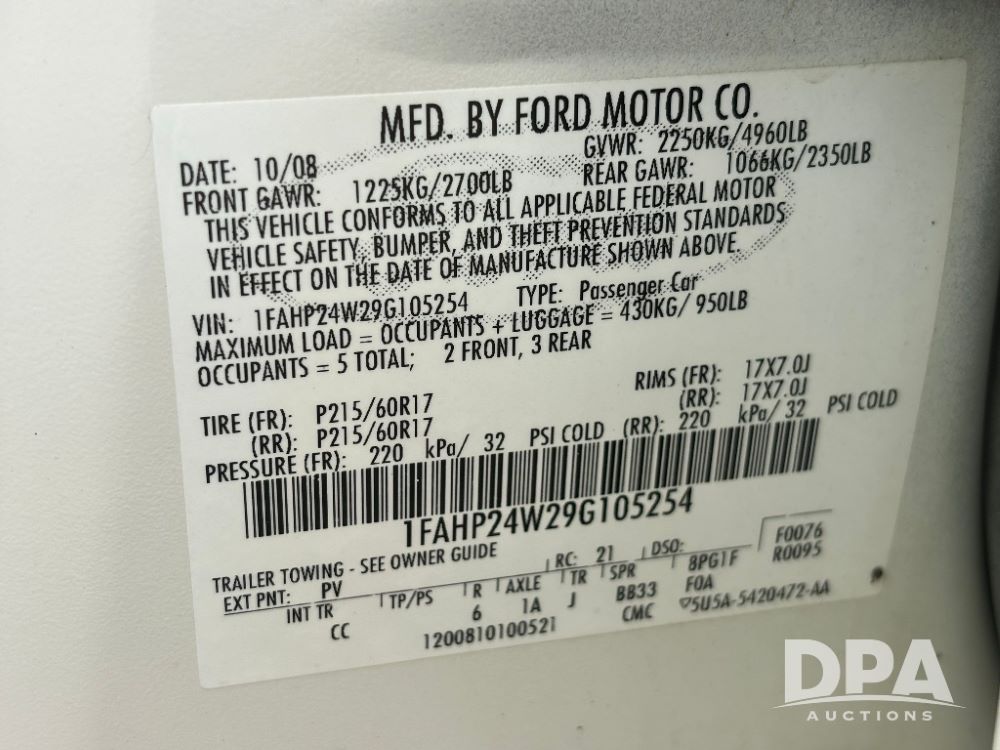 MFD. BY FORD MOTOR CO.
DATE: 10/08 GVWR: 2250KG/4960LB
FRONT GAWR: 1225KG/2700LB REAR GAWR: 1066KG/2350LB
THIS VEHICLE CONFORMS TO ALL APPLICABLE FEDERAL MOTOR
VEHICLE SAFETY, BUMPER, AND THEFT PREVENTION STANDARDS
IN EFFECT ON THE DATE OF MANUFACTURE SHOWN ABOVE.
VIN: 1FAHP24W29G105254 TYPE: Passenger Car
MAXIMUM LOAD = OCCUPANTS + LUGGAGE = 430KG/ 950LB
OCCUPANTS = 5 TOTAL; 2 FRONT, 3 REAR
TIRE (FR): P215/60R17 RIMS (FR): 17X7.0J
(RR): P215/60R17 (RR): 17X7.0J
PRESSURE (FR): 220 kPa/ 32 PSI COLD (RR): 220 kPa/ 32 PSI COLD
1FAHP24W29G105254
TRAILER TOWING - SEE OWNER GUIDE
F0076
EXT PNT: PV RC: 21 DSO: R0095
INT TR TP/PS R AXLE TR SPR 8PG1F
CC 6 1A J BB33 F0A
1200810100521 CMC ▽5U5A-5420472-AA
DPA
AUCTIONS